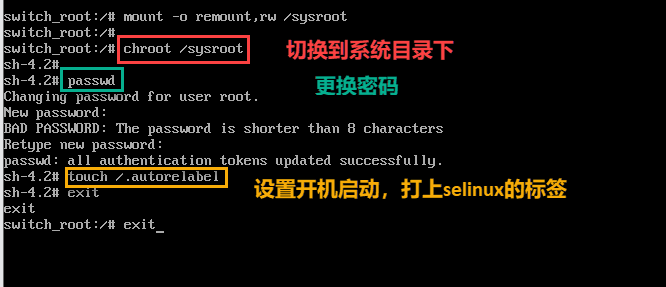 switch_root:/# mount -o remount,rw /sysroot
switch_root:/#
switch_root:/# chroot /sysroot 切换到系统目录下
sh-4.2#
sh-4.2# passwd 更换密码
Changing password for user root.
New password:
BAD PASSWORD: The password is shorter than 8 characters
Retype new password:
passwd: all authentication tokens updated successfully.
sh-4.2# touch /.autorelabel 设置开机启动，打上selinux的标签
sh-4.2# exit
exit
switch_root:/# exit_